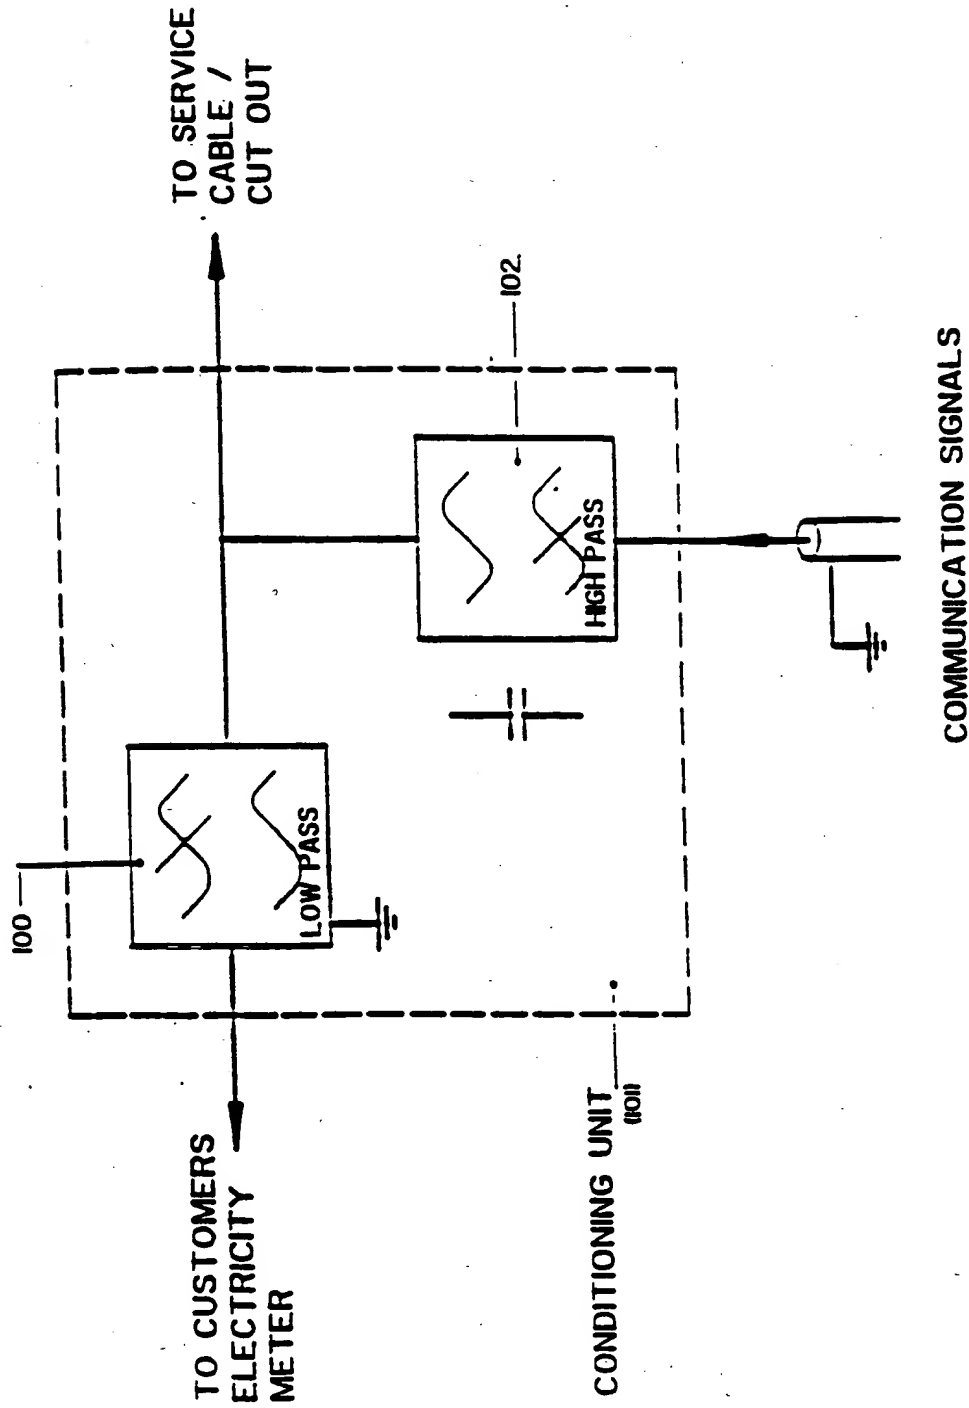 100
TO CUSTOMERS
ELECTRICITY
METER
LOW PASS
TO SERVICE
CABLE /
CUT OUT
102.
HIGH PASS
CONDITIONING UNIT
(101)
COMMUNICATION SIGNALS